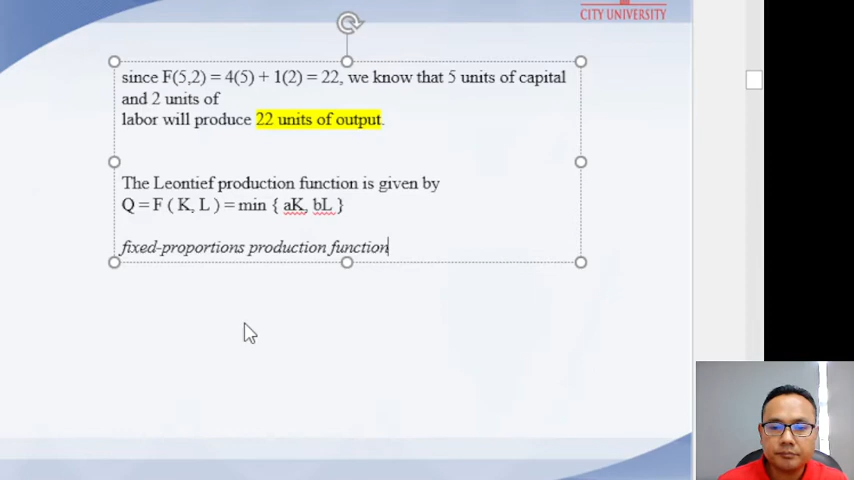 CITY UNIVERSITY
since F(5,2) = 4(5) + 1(2) = 22, we know that 5 units of capital
and 2 units of
labor will produce 22 units of output.
The Leontief production function is given by
Q = F ( K, L ) = min { aK, bL }
fixed-proportions production function